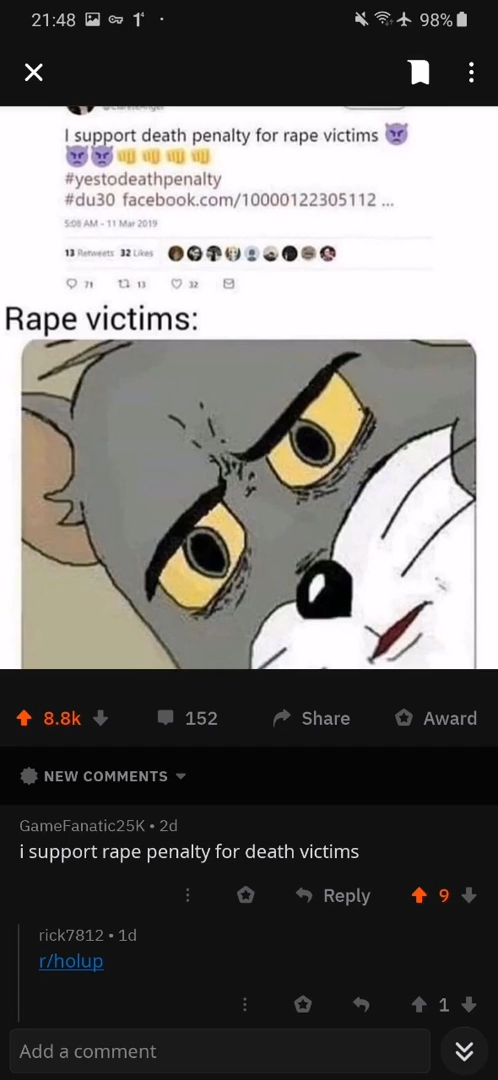 21:48
98%
I support death penalty for rape victims
#yestodeathpenalty
#du30 facebook.com/10000122305112 ...
5:08 AM - 11 Mar 2019
13 Retweets 32 Likes
71 13 32
Rape victims:
8.8k 152 Share Award
NEW COMMENTS
GameFanatic25K • 2d
i support rape penalty for death victims
Reply 9
rick7812 • 1d
r/holup
1
Add a comment